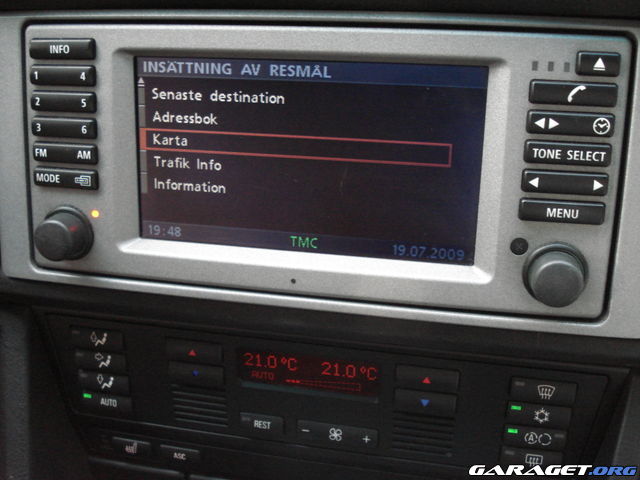 INFO
1 4
2 5
3 6
FM AM
MODE
INSÄTTNING AV RESMÅL
Senaste destination
Adressbok
Karta
Trafik Info
Information
19:48
TMC
19.07.2009
TONE SELECT
MENU
21.0 °C 21.0 °C
AUTO
AUTO
REST
− +
ASC
A
GARAGET.ORG